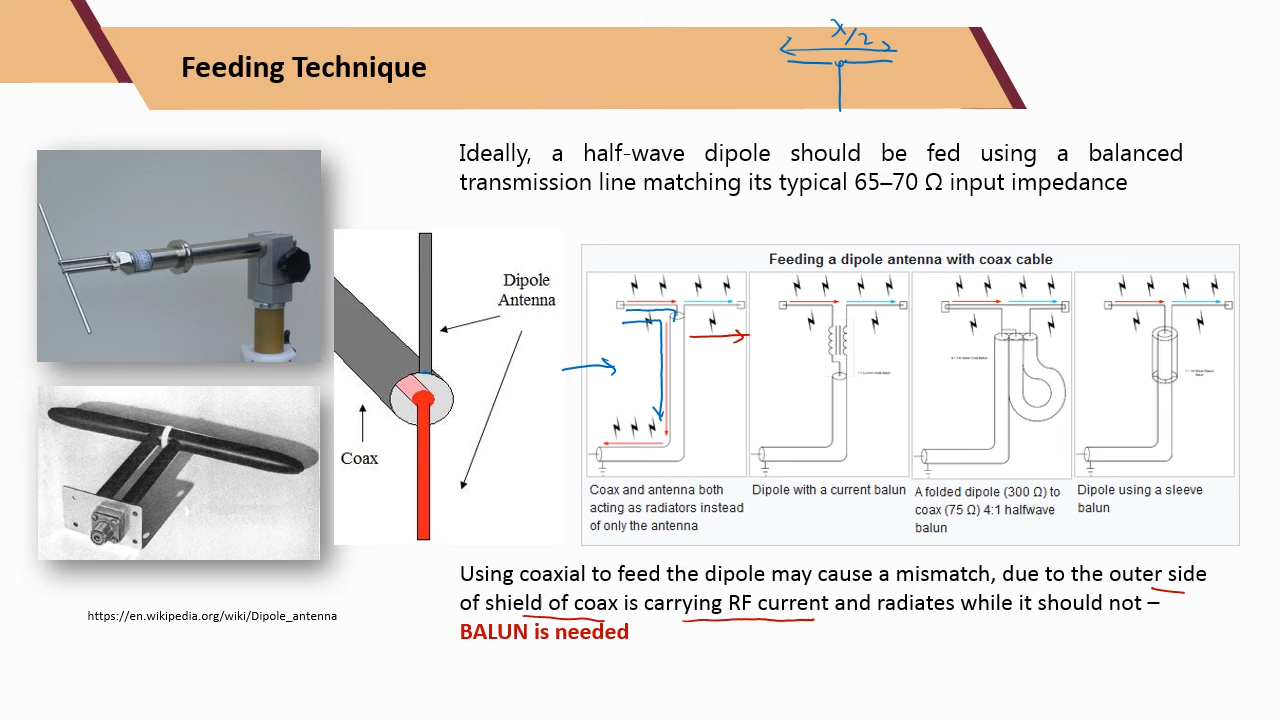 Feeding Technique
λ/2
Ideally, a half-wave dipole should be fed using a balanced
transmission line matching its typical 65–70 Ω input impedance
Dipole
Antenna
Coax
Feeding a dipole antenna with coax cable
Coax and antenna both
acting as radiators instead
of only the antenna
Dipole with a current balun
A folded dipole (300 Ω) to
coax (75 Ω) 4:1 halfwave
balun
Dipole using a sleeve
balun
Using coaxial to feed the dipole may cause a mismatch, due to the outer side
of shield of coax is carrying RF current and radiates while it should not –
BALUN is needed
https://en.wikipedia.org/wiki/Dipole_antenna